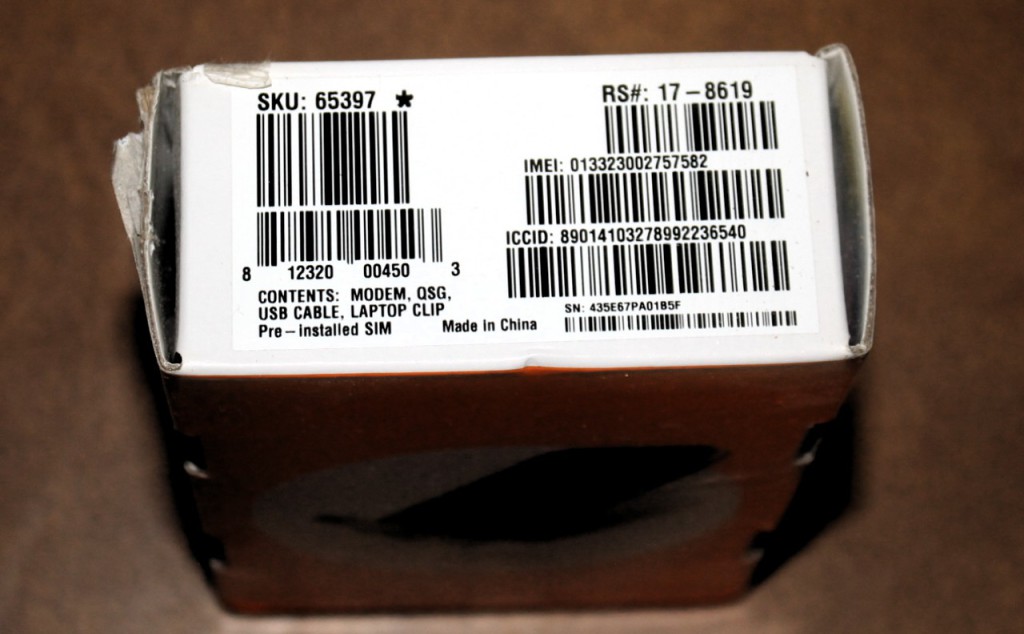 SKU: 65397 *
8 12320 00450 3
CONTENTS: MODEM, QSG,
USB CABLE, LAPTOP CLIP
Pre-installed SIM
Made in China
RS#: 17-8619
IMEI: 013323002757582
ICCID: 89014103278992236540
SN: 435E67PA01B5F